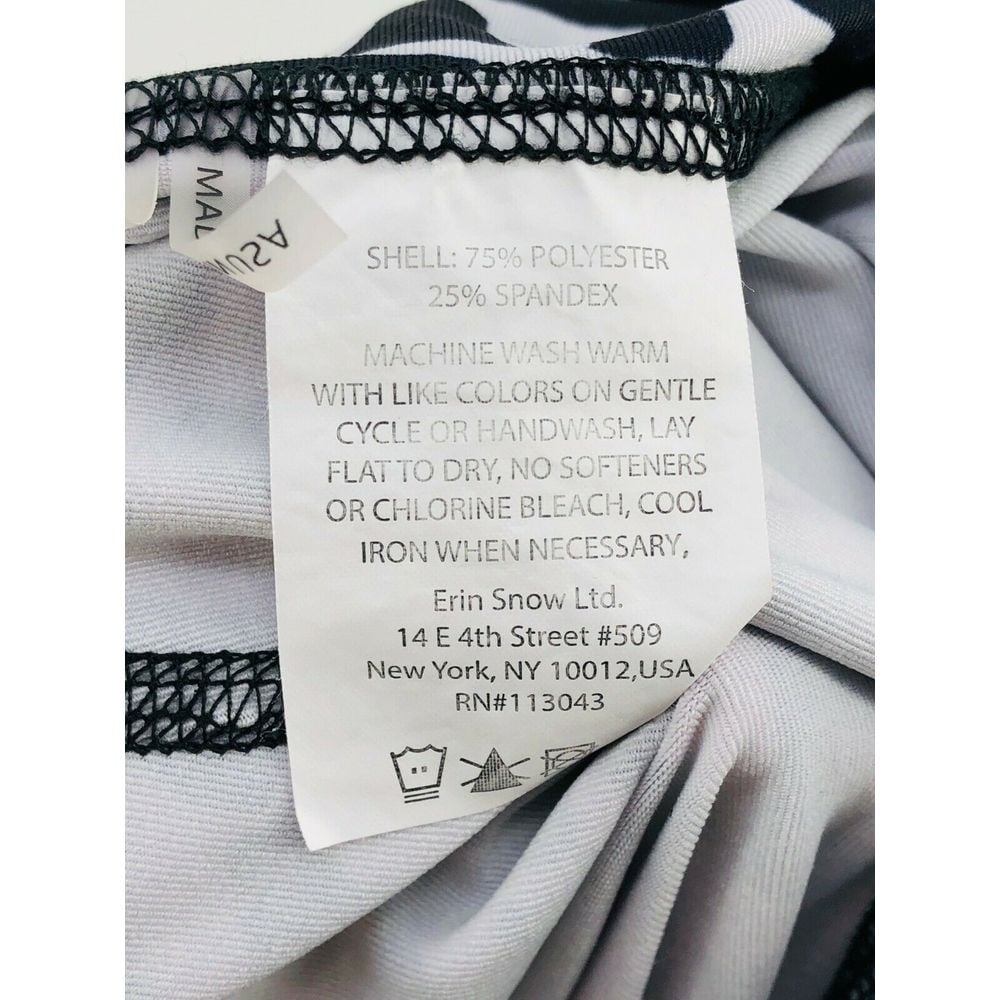 MAD
ASU
SHELL: 75% POLYESTER
25% SPANDEX
MACHINE WASH WARM
WITH LIKE COLORS ON GENTLE
CYCLE OR HANDWASH, LAY
FLAT TO DRY, NO SOFTENERS
OR CHLORINE BLEACH, COOL
IRON WHEN NECESSARY,
Erin Snow Ltd.
14 E 4th Street #509
New York, NY 10012,USA
RN#113043